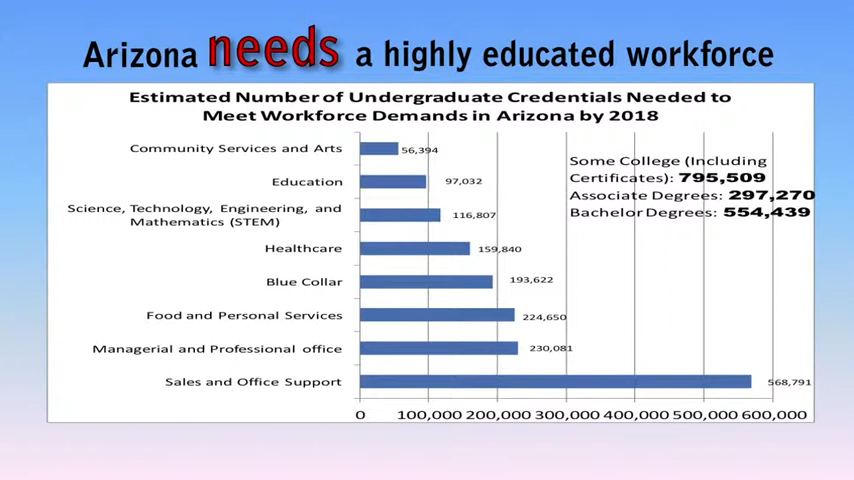 Arizona needs a highly educated workforce
Estimated Number of Undergraduate Credentials Needed to
Meet Workforce Demands in Arizona by 2018
Community Services and Arts 56,394
Some College (Including
Certificates): 795,509
Associate Degrees: 297,270
Bachelor Degrees: 554,439
Education 97,032
Science, Technology, Engineering, and
Mathematics (STEM) 116,807
Healthcare 159,840
Blue Collar 193,622
Food and Personal Services 224,650
Managerial and Professional office 230,081
Sales and Office Support 568,791
0 100,000 200,000 300,000 400,000 500,000 600,000